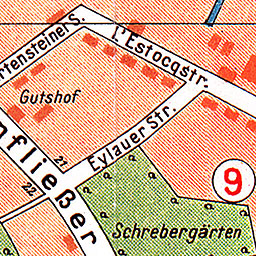 rtensteiner S.
L'Estocqstr.
Gutshof
Eylauer Str.
nfließer
21
22
9
Schrebergärten